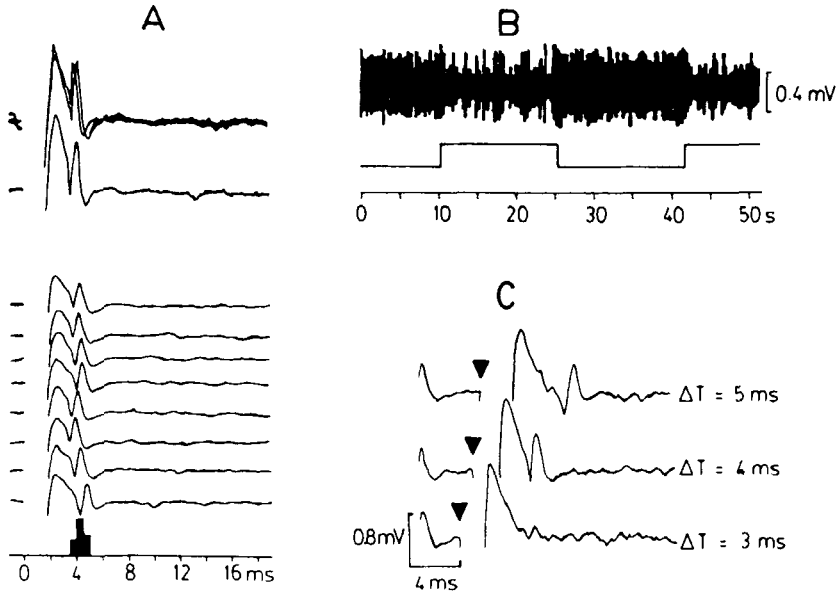 A
B
0.4 mV
0 10 20 30 40 50 s
C
ΔT = 5 ms
ΔT = 4 ms
0.8mV
ΔT = 3 ms
4 ms
0 4 8 12 16 ms